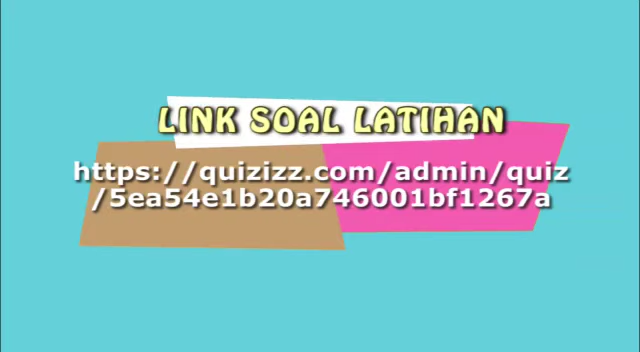 LINK SOAL LATIHAN
https://quizizz.com/admin/quiz
/5ea54e1b20a746001bf1267a